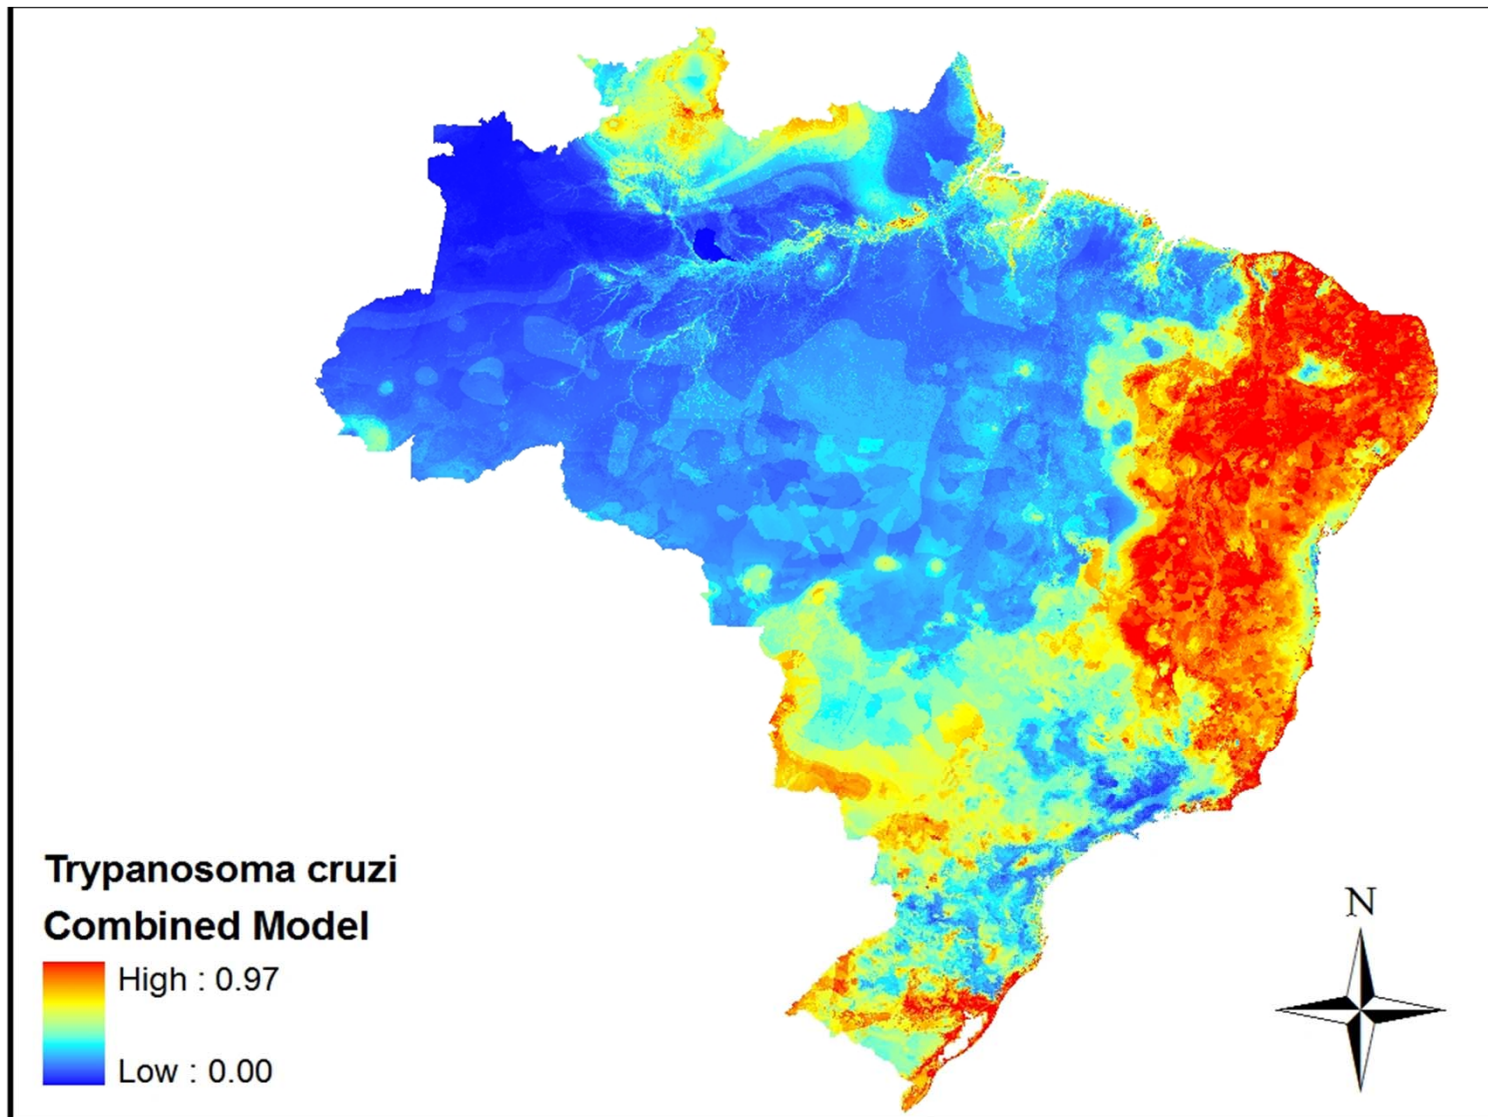 N
Trypanosoma cruzi
Combined Model
High : 0.97
Low : 0.00